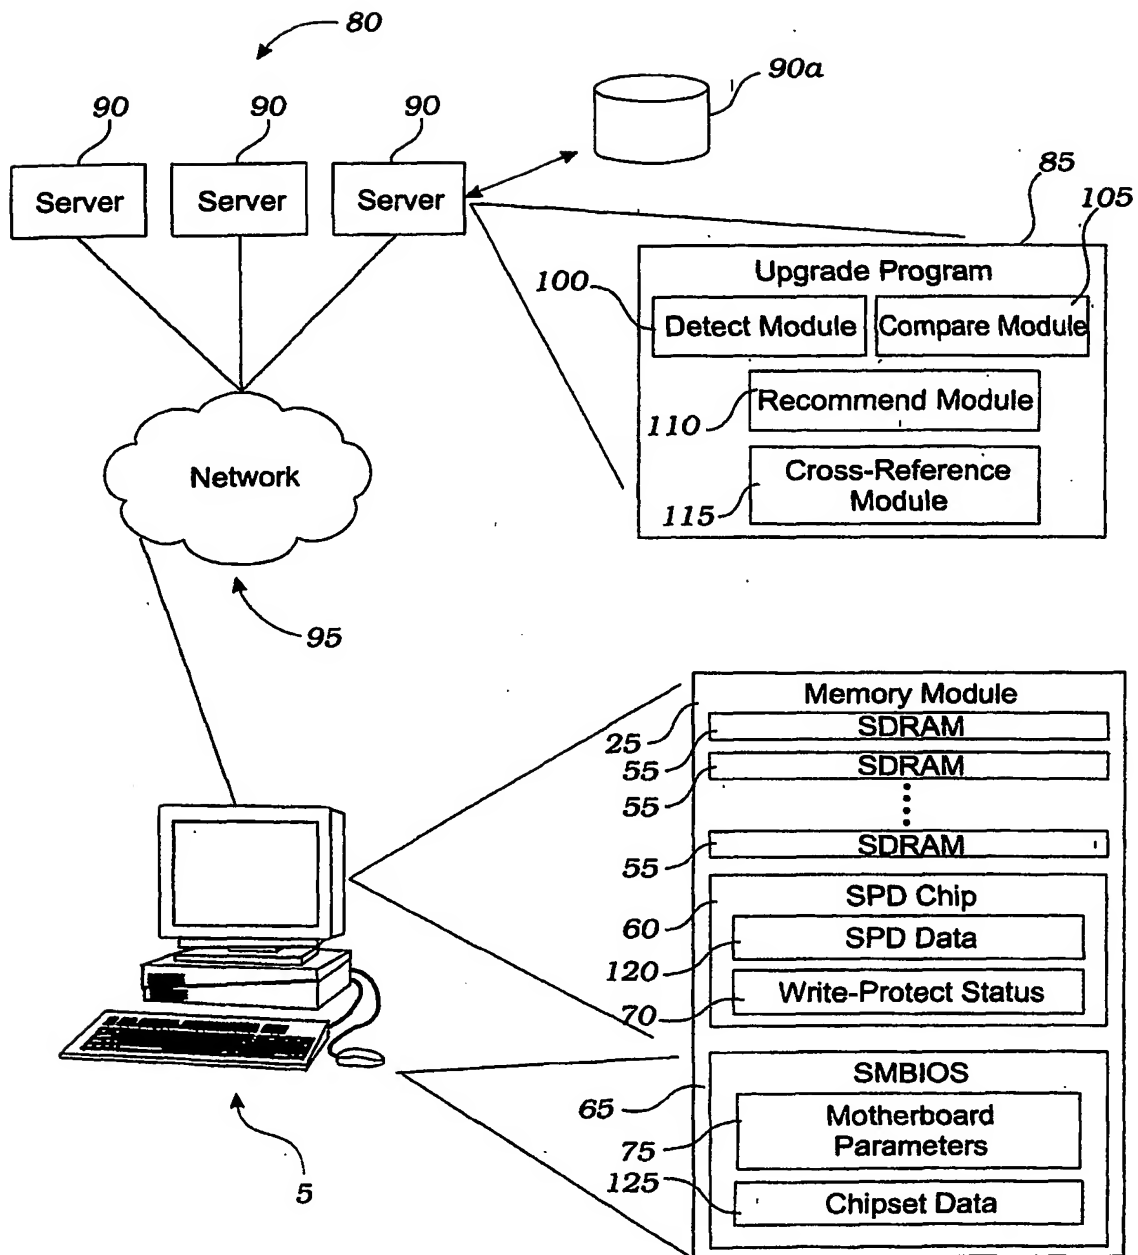 80
90a
90 90 90
Server Server Server
85
105
Upgrade Program
100
Detect Module Compare Module
Recommend Module
110
Cross-Reference
Module
115
Network
95
Memory Module
25
SDRAM
55
SDRAM
55
SDRAM
55
SPD Chip
60
SPD Data
120
Write-Protect Status
70
SMBIOS
65
Motherboard
Parameters
75
125
Chipset Data
5